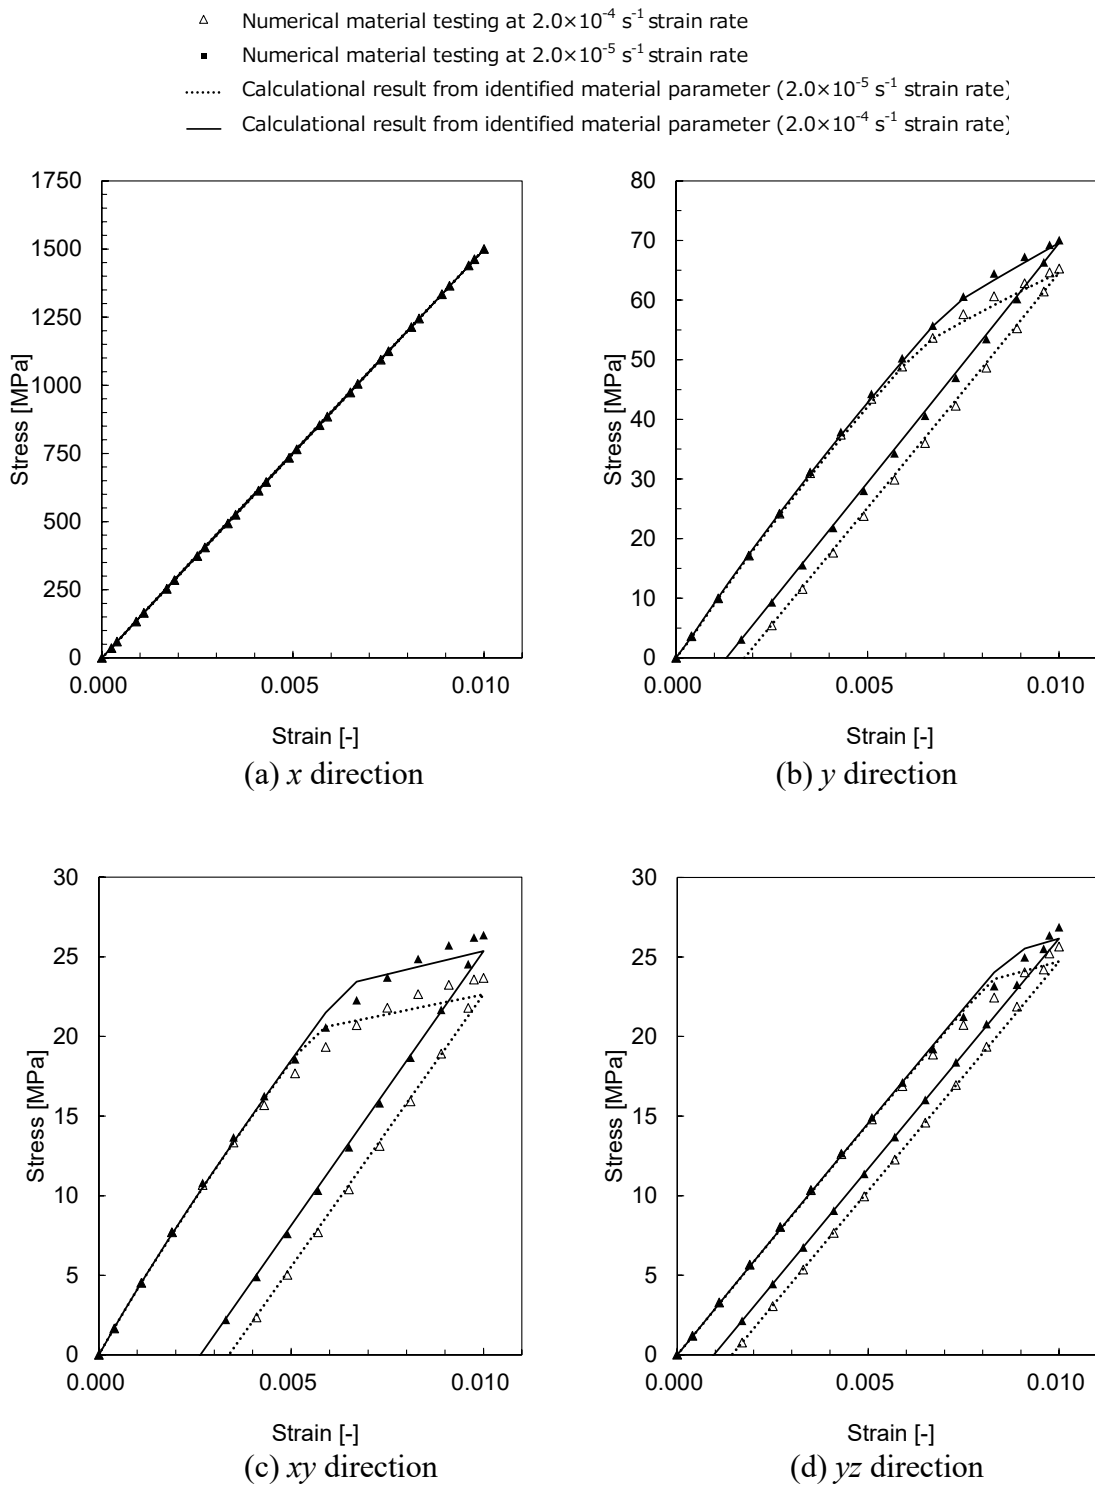 Numerical material testing at 2.0×10⁻⁴ s⁻¹ strain rate
Numerical material testing at 2.0×10⁻⁵ s⁻¹ strain rate
Calculational result from identified material parameter (2.0×10⁻⁵ s⁻¹ strain rate)
Calculational result from identified material parameter (2.0×10⁻⁴ s⁻¹ strain rate)
1750
1500
1250
1000
750
500
250
0
Stress [MPa]
0.000 0.005 0.010
Strain [-]
(a) x direction
80
70
60
50
40
30
20
10
0
Stress [MPa]
0.000 0.005 0.010
Strain [-]
(b) y direction
30
25
20
15
10
5
0
Stress [MPa]
0.000 0.005 0.010
Strain [-]
(c) xy direction
30
25
20
15
10
5
0
Stress [MPa]
0.000 0.005 0.010
Strain [-]
(d) yz direction